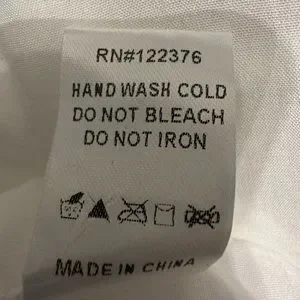 RN#122376
HAND WASH COLD
DO NOT BLEACH
DO NOT IRON
MADE IN CHINA